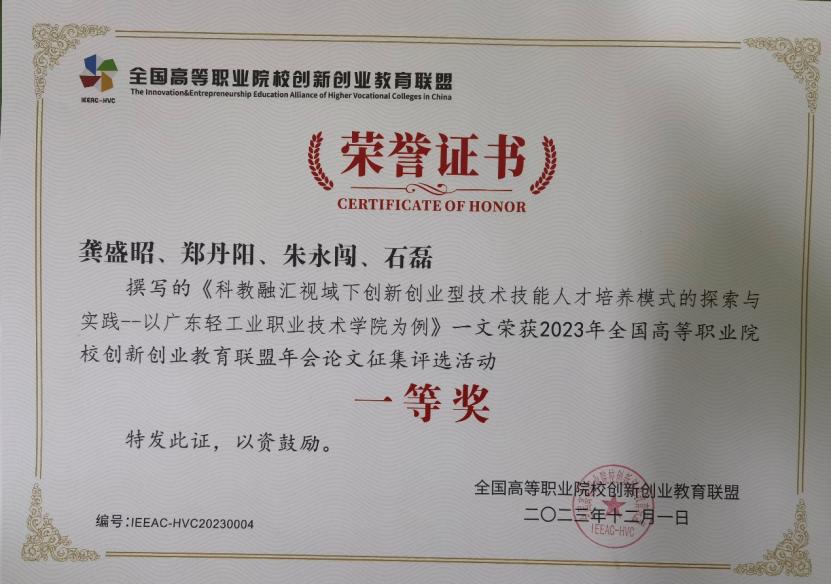 全国高等职业院校创新创业教育联盟
The Innovation&Entrepreneurship Education Alliance of Higher Vocational Colleges in China
IEEAC-HVC
荣誉证书
CERTIFICATE OF HONOR
龚盛昭、郑丹阳、朱永闯、石磊
撰写的《科教融汇视域下创新创业型技术技能人才培养模式的探索与
实践--以广东轻工业职业技术学院为例》一文荣获2023年全国高等职业院
校创新创业教育联盟年会论文征集评选活动
一等奖
特发此证，以资鼓励。
全国高等职业院校创新创业教育联盟
二〇二三年十二月一日
IEEAC-HVC
编号:IEEAC-HVC20230004